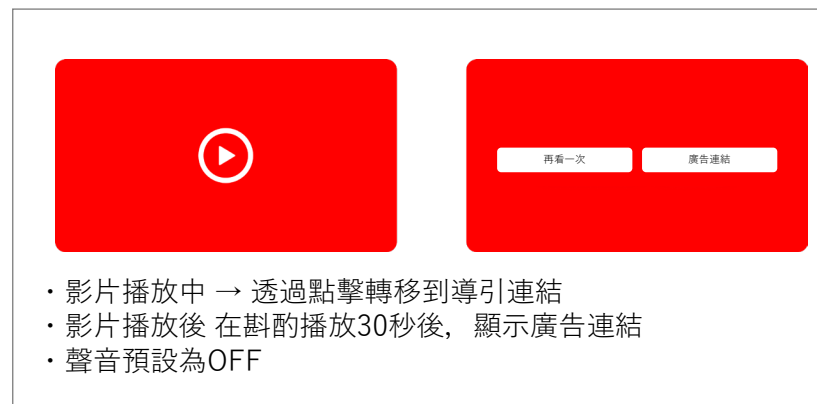 再看一次
廣告連結
・影片播放中 → 透過點擊轉移到導引連結
・影片播放後 在斟酌播放30秒後，顯示廣告連結
・聲音預設為OFF